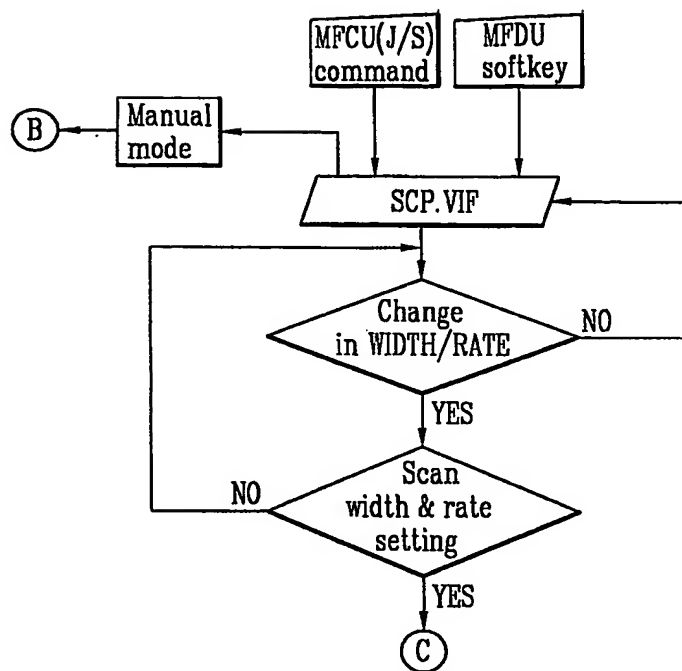 MFCU(J/S)
command
MFDU
softkey
B
Manual
mode
SCP.VIF
Change
in WIDTH/RATE
NO
YES
Scan
width & rate
setting
NO
YES
C